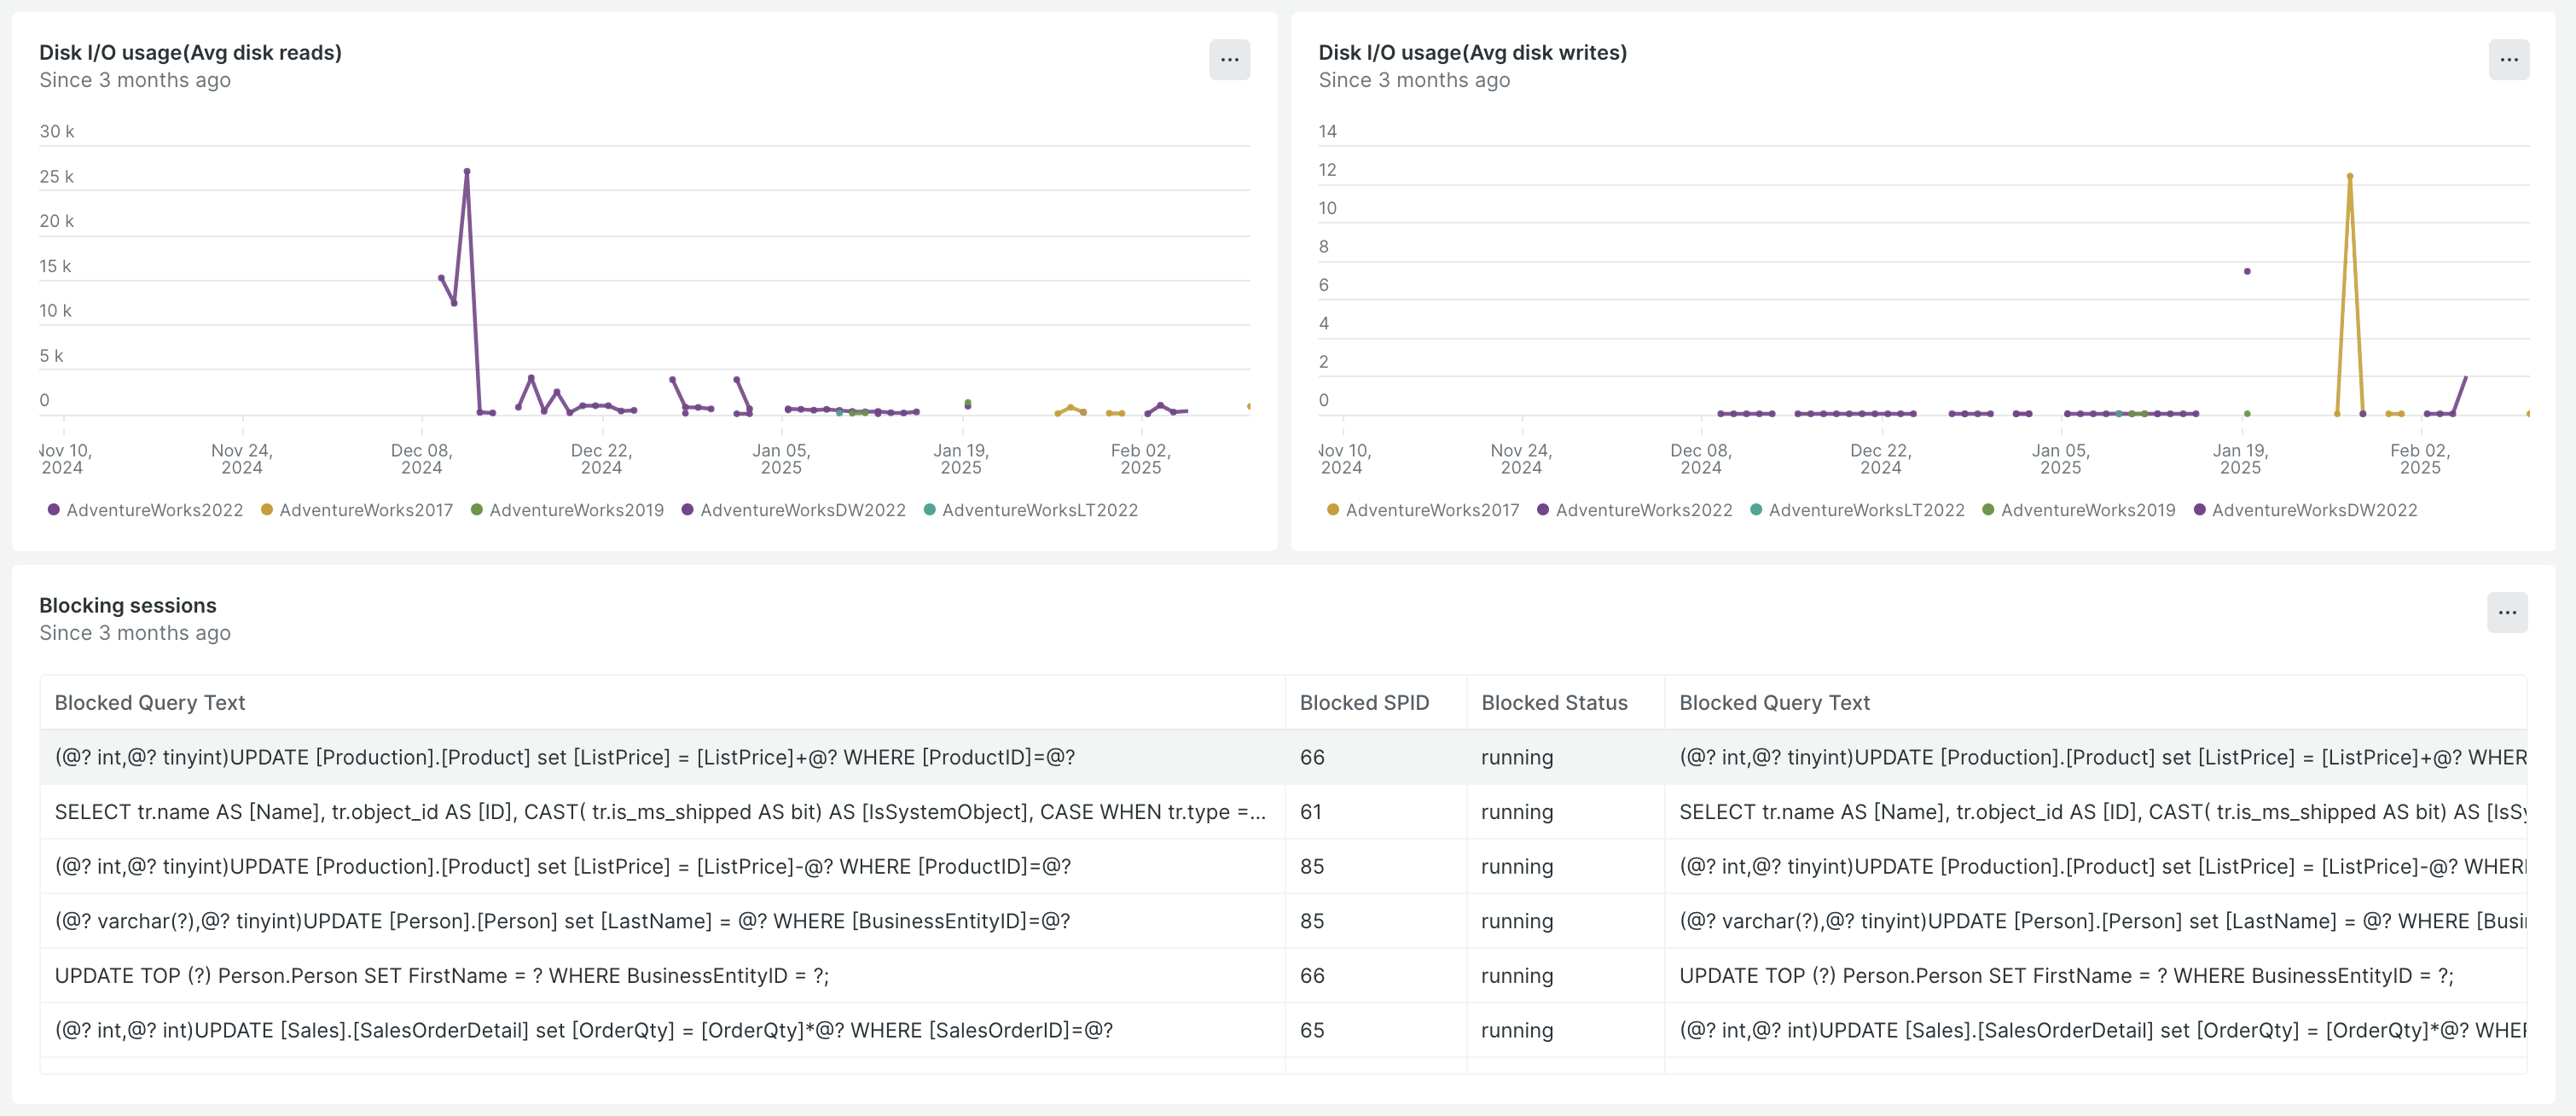 Disk I/O usage(Avg disk reads)
Since 3 months ago
...
30 k
25 k
20 k
15 k
10 k
5 k
0
Nov 10, 2024
Nov 24, 2024
Dec 08, 2024
Dec 22, 2024
Jan 05, 2025
Jan 19, 2025
Feb 02, 2025
AdventureWorks2022 AdventureWorks2017 AdventureWorks2019 AdventureWorksDW2022 AdventureWorksLT2022
Disk I/O usage(Avg disk writes)
Since 3 months ago
...
14
12
10
8
6
4
2
0
Nov 10, 2024
Nov 24, 2024
Dec 08, 2024
Dec 22, 2024
Jan 05, 2025
Jan 19, 2025
Feb 02, 2025
AdventureWorks2017 AdventureWorks2022 AdventureWorksLT2022 AdventureWorks2019 AdventureWorksDW2022
Blocking sessions
Since 3 months ago
...
Blocked Query Text Blocked SPID Blocked Status Blocked Query Text
(@? int,@? tinyint)UPDATE [Production].[Product] set [ListPrice] = [ListPrice]+@? WHERE [ProductID]=@? 66 running (@? int,@? tinyint)UPDATE [Production].[Product] set [ListPrice] = [ListPrice]+@? WHER
SELECT tr.name AS [Name], tr.object_id AS [ID], CAST( tr.is_ms_shipped AS bit) AS [IsSystemObject], CASE WHEN tr.type =... 61 running SELECT tr.name AS [Name], tr.object_id AS [ID], CAST( tr.is_ms_shipped AS bit) AS [IsSy
(@? int,@? tinyint)UPDATE [Production].[Product] set [ListPrice] = [ListPrice]-@? WHERE [ProductID]=@? 85 running (@? int,@? tinyint)UPDATE [Production].[Product] set [ListPrice] = [ListPrice]-@? WHER
(@? varchar(?),@? tinyint)UPDATE [Person].[Person] set [LastName] = @? WHERE [BusinessEntityID]=@? 85 running (@? varchar(?),@? tinyint)UPDATE [Person].[Person] set [LastName] = @? WHERE [Busi
UPDATE TOP (?) Person.Person SET FirstName = ? WHERE BusinessEntityID = ?; 66 running UPDATE TOP (?) Person.Person SET FirstName = ? WHERE BusinessEntityID = ?;
(@? int,@? int)UPDATE [Sales].[SalesOrderDetail] set [OrderQty] = [OrderQty]*@? WHERE [SalesOrderID]=@? 65 running (@? int,@? int)UPDATE [Sales].[SalesOrderDetail] set [OrderQty] = [OrderQty]*@? WHER